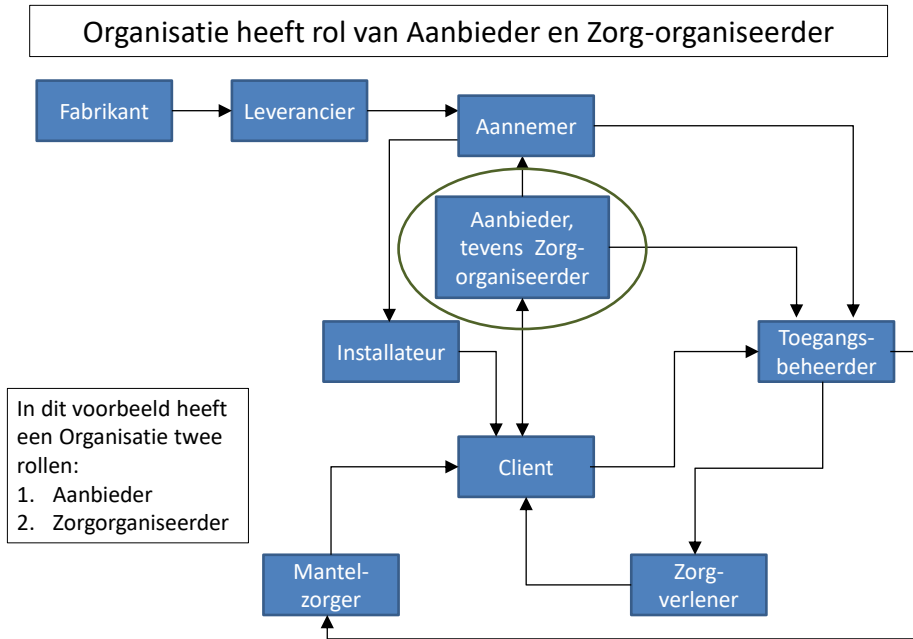 Organisatie heeft rol van Aanbieder en Zorg-organiseerder
Fabrikant
Leverancier
Aannemer
Aanbieder,
tevens Zorg-
organiseerder
Installateur
Toegangs-
beheerder
In dit voorbeeld heeft
een Organisatie twee
rollen:
1. Aanbieder
2. Zorgorganiseerder
Client
Mantel-
zorger
Zorg-
verlener